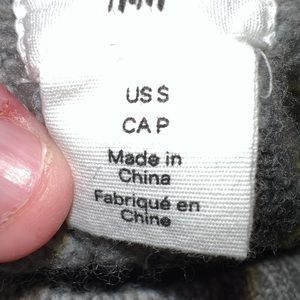 US S
CA P
Made in
China
Fabriqué en
Chine